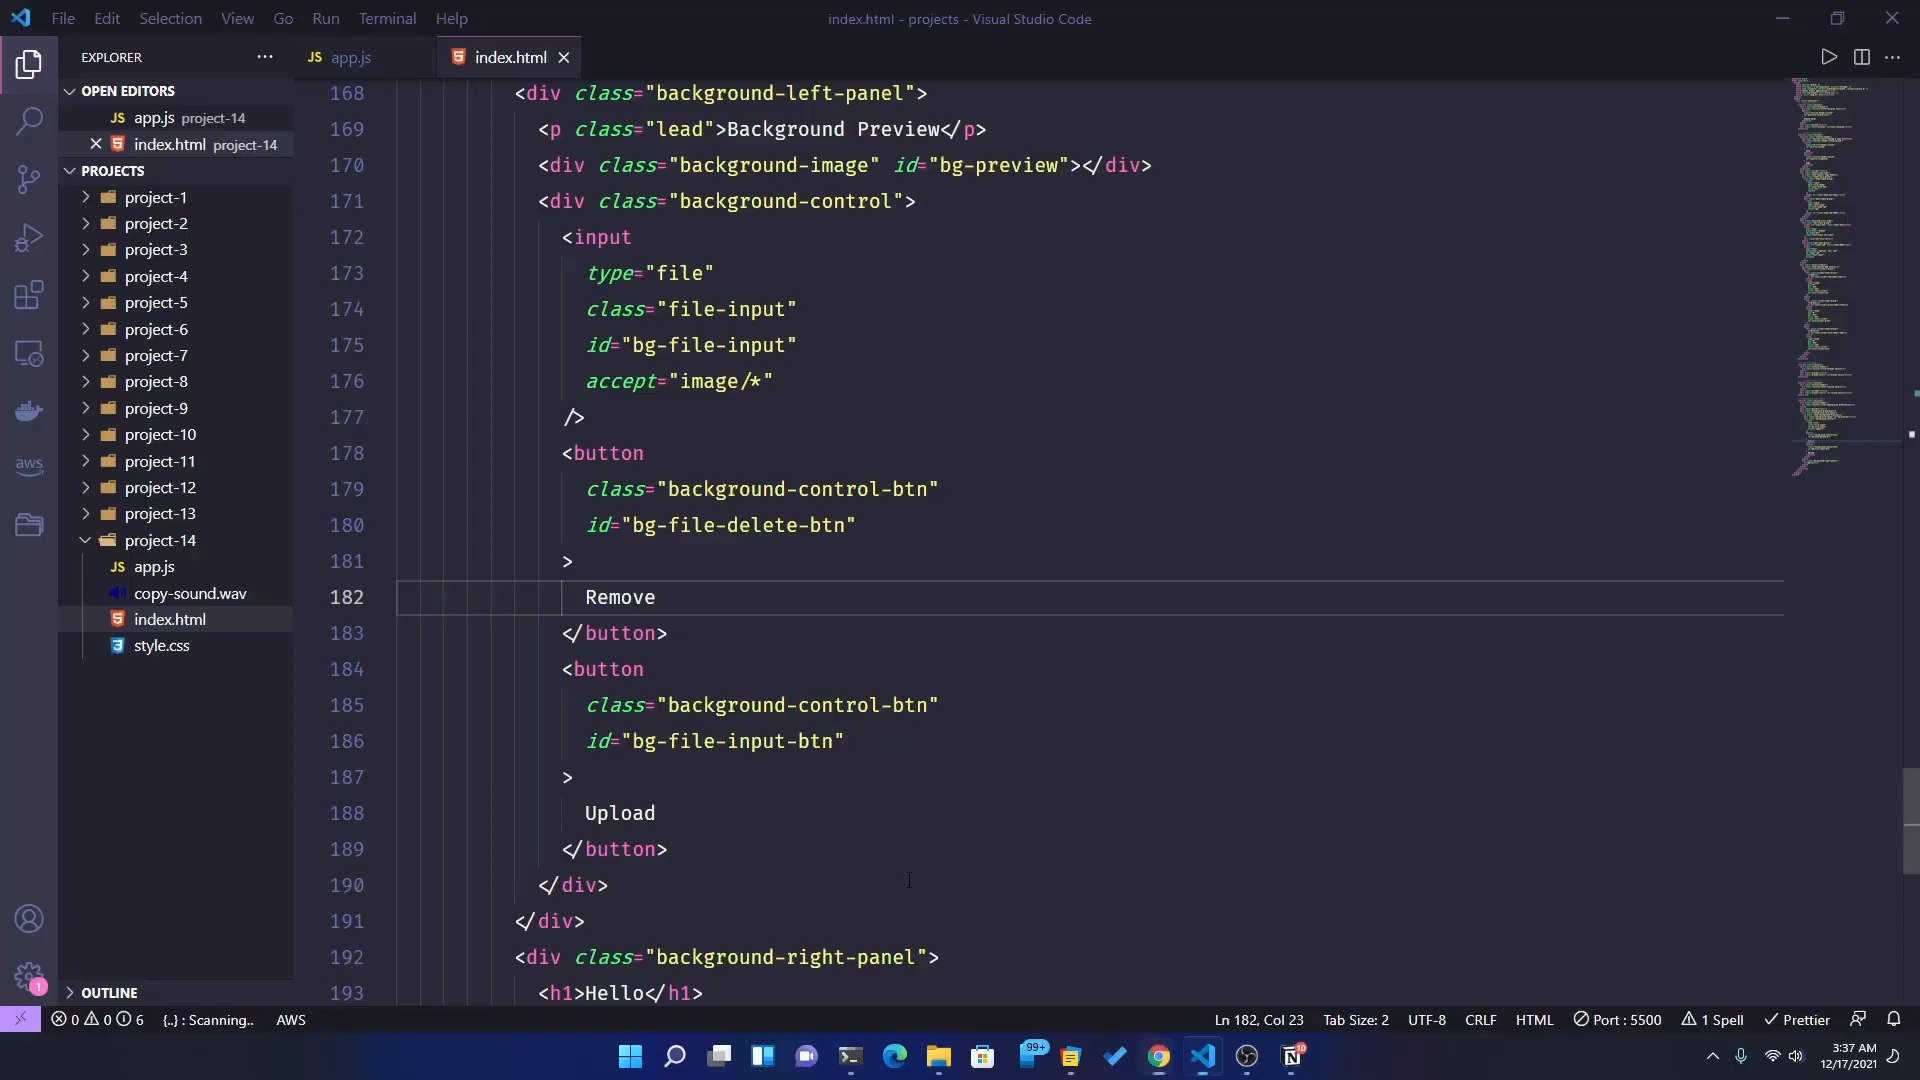 File Edit Selection View Go Run Terminal Help
index.html - projects - Visual Studio Code
EXPLORER
JS app.js
index.html
OPEN EDITORS
JS app.js project-14
index.html project-14
PROJECTS
project-1
project-2
project-3
project-4
project-5
project-6
project-7
project-8
project-9
project-10
project-11
project-12
project-13
project-14
JS app.js
copy-sound.wav
index.html
style.css
OUTLINE
aws
1
168 <div class="background-left-panel">
169 <p class="lead">Background Preview</p>
170 <div class="background-image" id="bg-preview"></div>
171 <div class="background-control">
172 <input
173 type="file"
174 class="file-input"
175 id="bg-file-input"
176 accept="image/*"
177 />
178 <button
179 class="background-control-btn"
180 id="bg-file-delete-btn"
181 >
182 Remove
183 </button>
184 <button
185 class="background-control-btn"
186 id="bg-file-input-btn"
187 >
188 Upload
189 </button>
190 </div>
191 </div>
192 <div class="background-right-panel">
193 <h1>Hello</h1>
0 0 6 {..} : Scanning.. AWS
Ln 182, Col 23 Tab Size: 2 UTF-8 CRLF HTML Port : 5500 1 Spell Prettier
99+
10
3:37 AM
12/17/2021